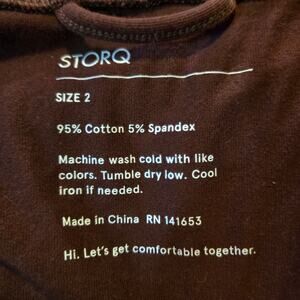 STORQ
SIZE 2
95% Cotton 5% Spandex
Machine wash cold with like
colors. Tumble dry low. Cool
iron if needed.
Made in China RN 141653
Hi. Let's get comfortable together.